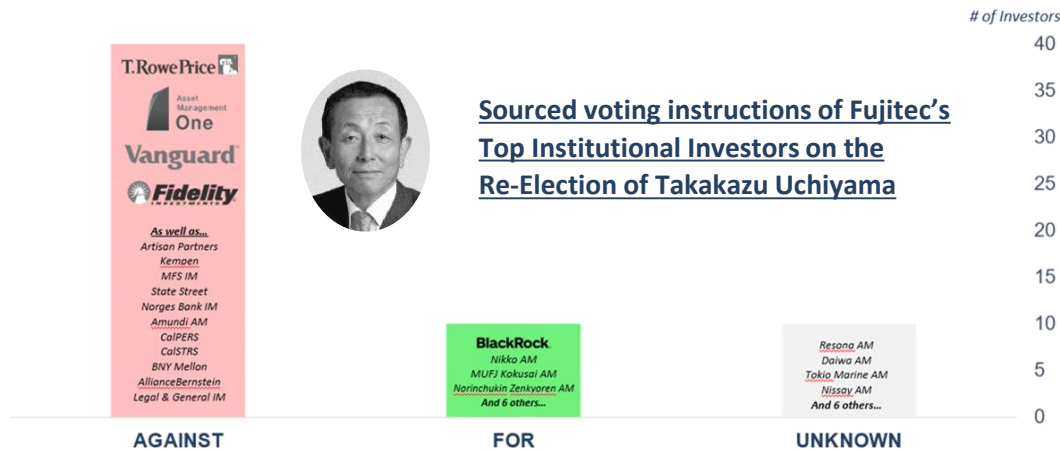 # of Investors
40
35
30
25
20
15
10
5
0
T.RowePrice
Asset
Management
One
Vanguard
Fidelity
INVESTMENTS
As well as...
Artisan Partners
Kempen
MFS IM
State Street
Norges Bank IM
Amundi AM
CalPERS
CalSTRS
BNY Mellon
AllianceBernstein
Legal & General IM
Sourced voting instructions of Fujitec’s
Top Institutional Investors on the
Re-Election of Takakazu Uchiyama
BlackRock
Nikko AM
MUFJ Kokusai AM
Norinchukin Zenkyoren AM
And 6 others...
Resona AM
Daiwa AM
Tokio Marine AM
Nissay AM
And 6 others...
AGAINST
FOR
UNKNOWN